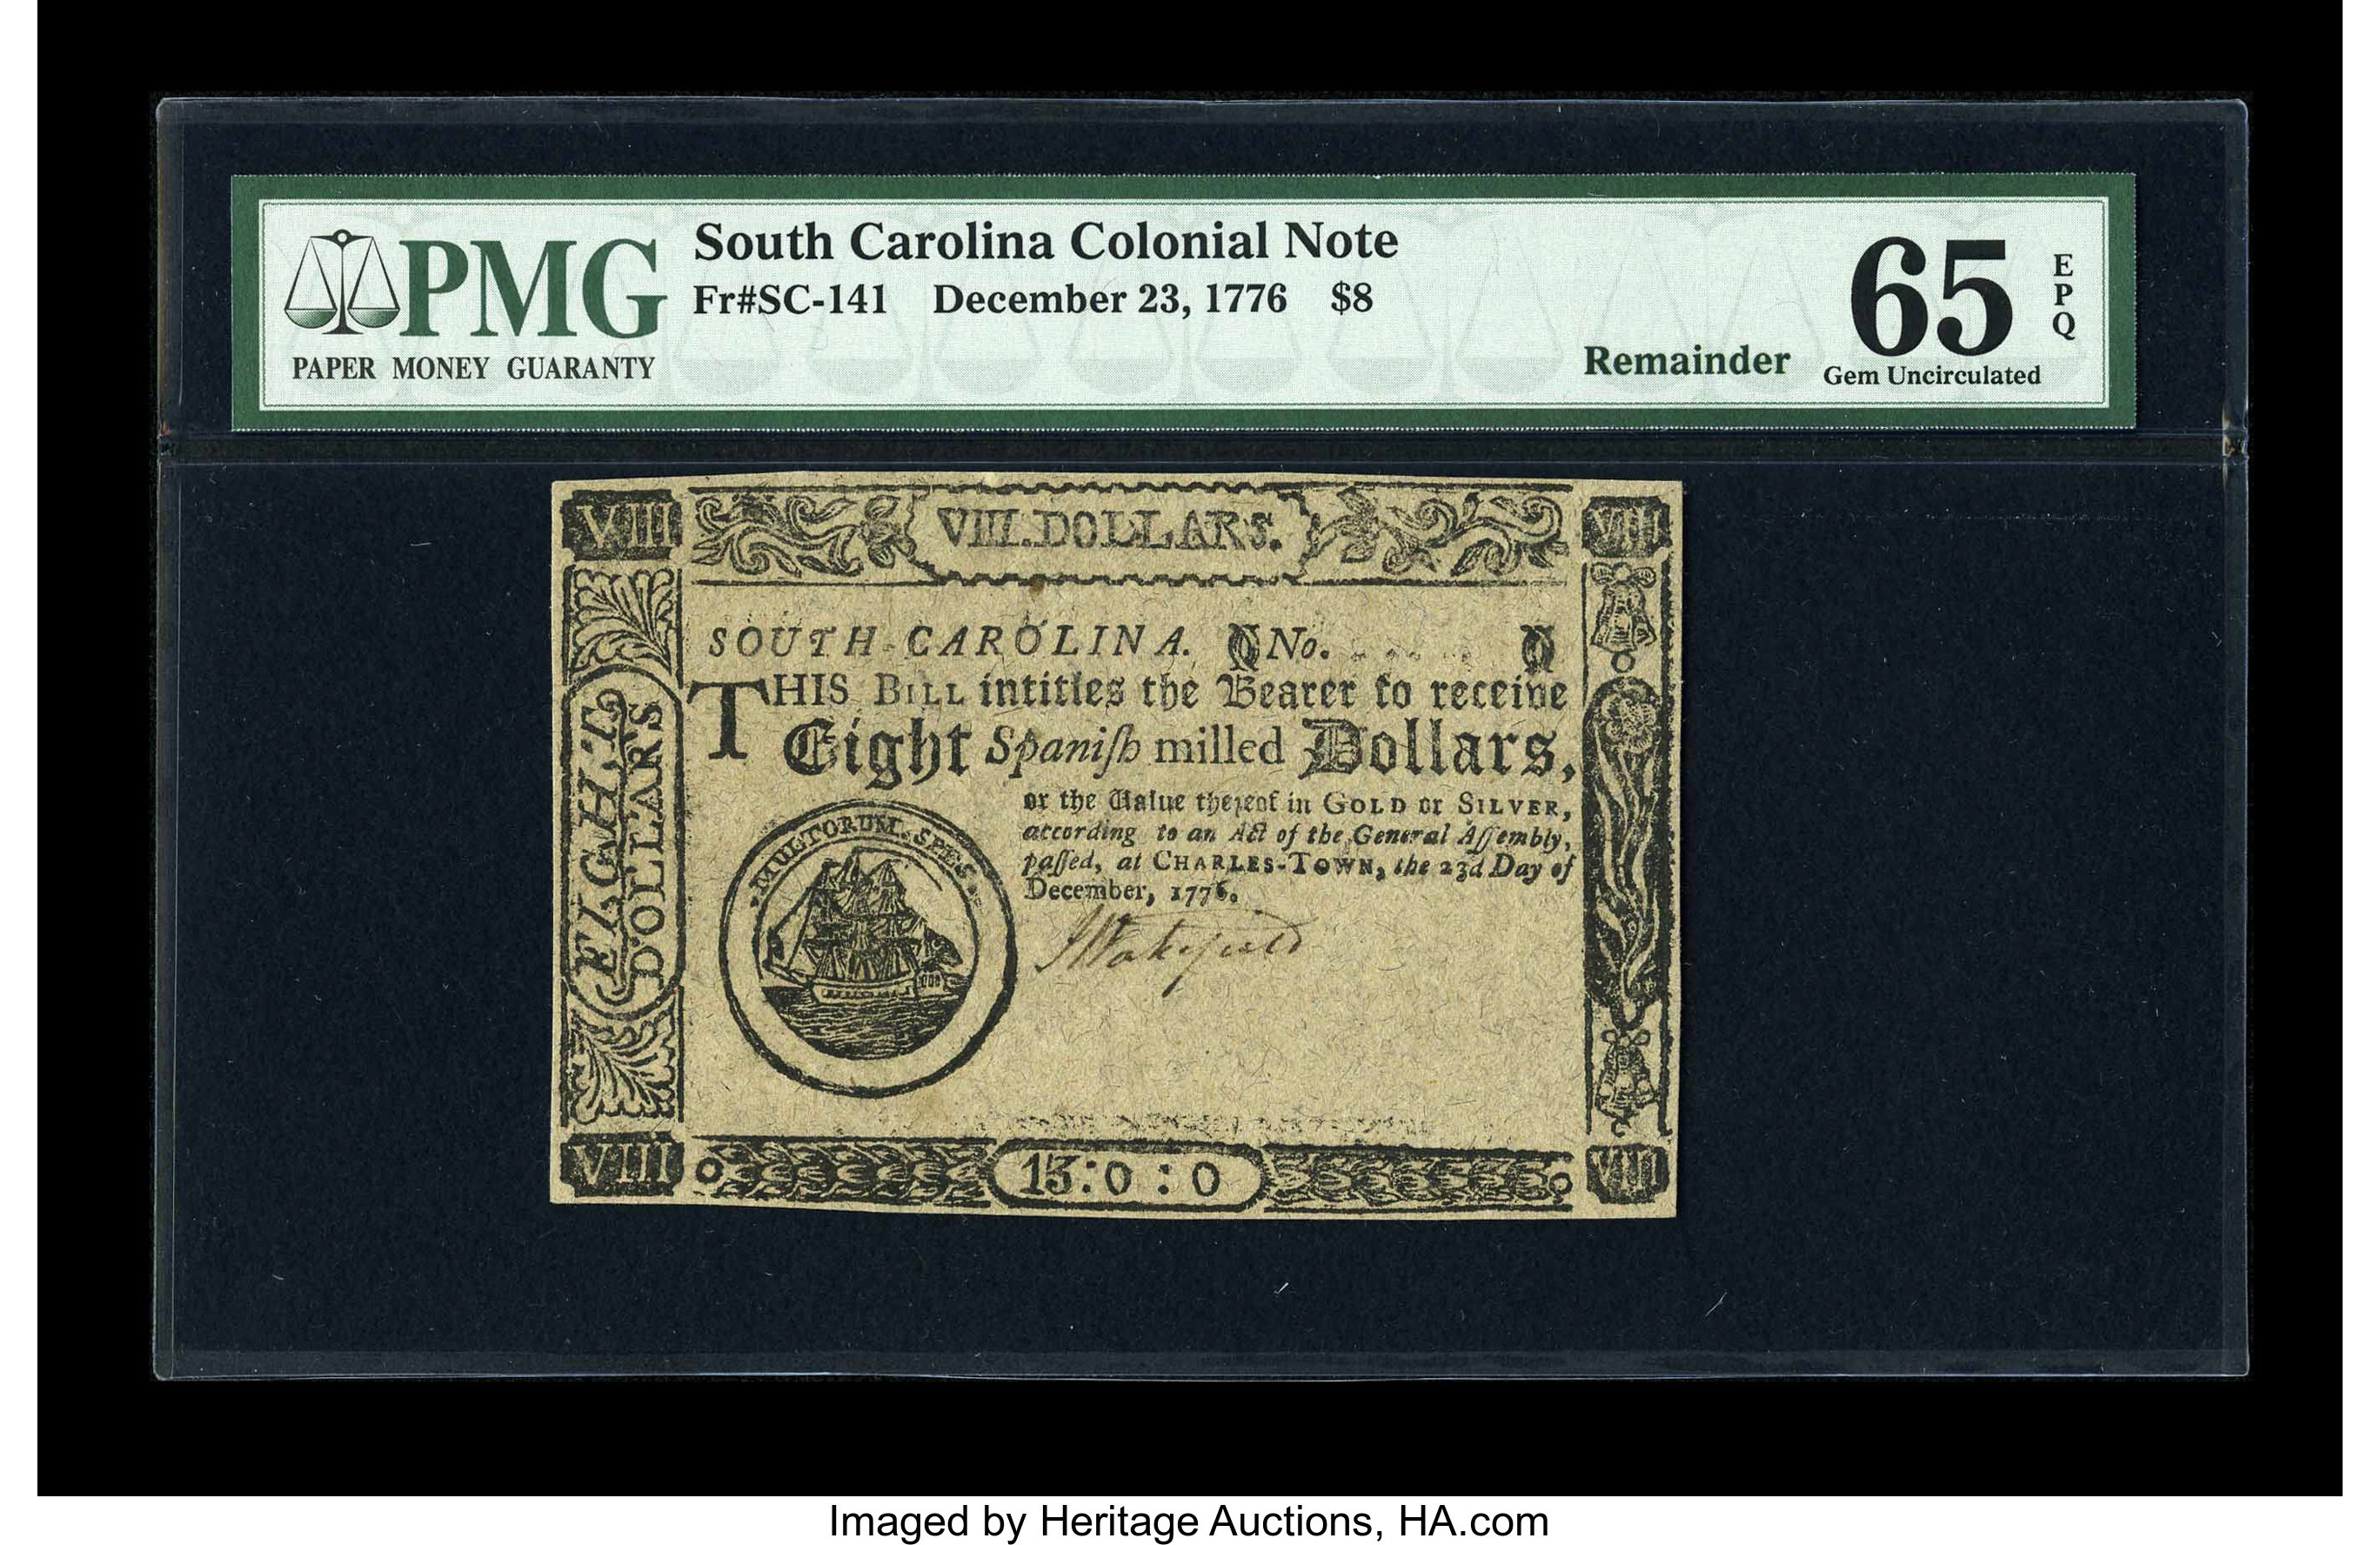 PMG
PAPER MONEY GUARANTY
South Carolina Colonial Note
Fr#SC-141 December 23, 1776 $8
Remainder
65
EPQ
Gem Uncirculated
VIII
VIII.DOLLARS.
VIII
SOUTH-CAROLINA. No.
THIS BILL intitles the Bearer to receive
Eight Spaniſh milled Dollars,
or the Value thereof in GOLD or SILVER,
according to an Act of the General Aſſembly,
paſſed, at CHARLES-TOWN, the 23d Day of
December, 1776.
MULTORUM SPES
EIGHT
DOLLARS
JWakefield
VIII
13:0:0
VIII
Imaged by Heritage Auctions, HA.com